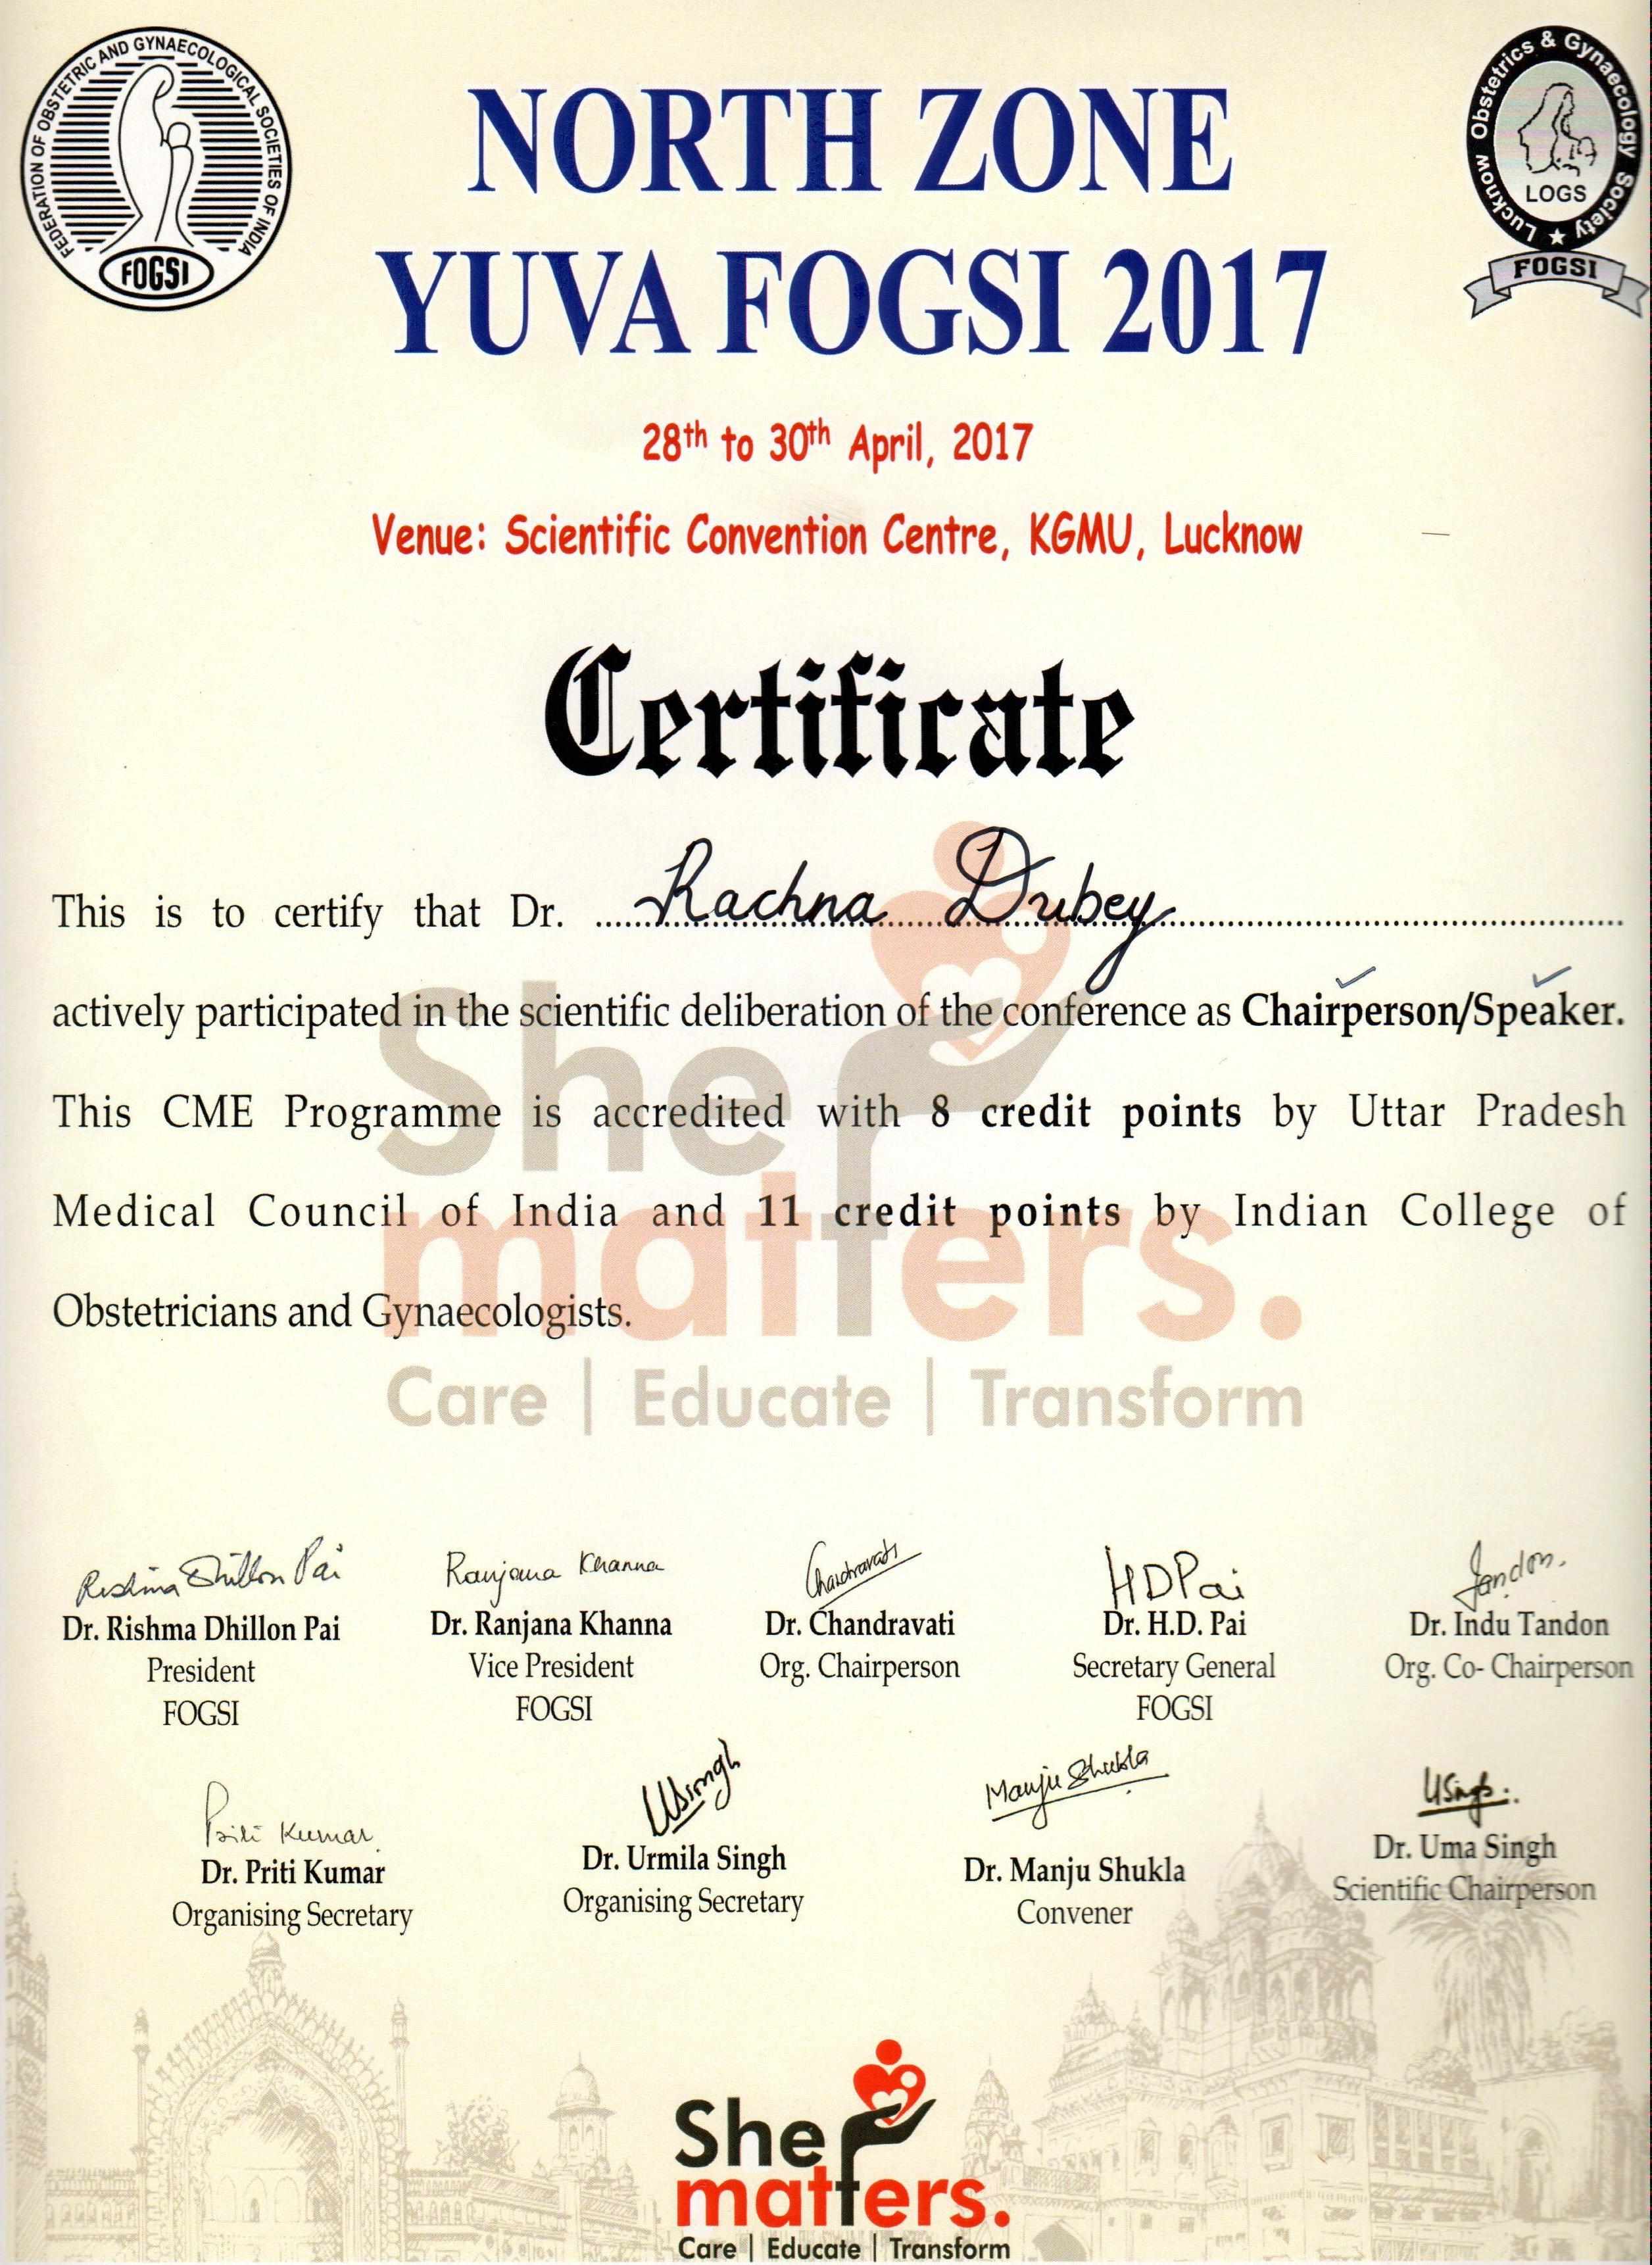 FEDERATION OF OBSTETRIC AND GYNAECOLOGICAL SOCIETIES OF INDIA
FOGSI
Lucknow Obstetrics & Gynaecology Society
LOGS
FOGSI
NORTH ZONE
YUVA FOGSI 2017
28th to 30th April, 2017
Venue: Scientific Convention Centre, KGMU, Lucknow
Certificate
This is to certify that Dr. Rachna Dubey
actively participated in the scientific deliberation of the conference as Chairperson/Speaker.
This CME Programme is accredited with 8 credit points by Uttar Pradesh
Medical Council of India and 11 credit points by Indian College of
Obstetricians and Gynaecologists.
She
matters.
Care | Educate | Transform
Rishma Dhillon Pai Ranjana Khanna Chandravati HDPai Tandon.
Dr. Rishma Dhillon Pai Dr. Ranjana Khanna Dr. Chandravati Dr. H.D. Pai Dr. Indu Tandon
President Vice President Org. Chairperson Secretary General Org. Co- Chairperson
FOGSI FOGSI FOGSI
Priti Kumar USingh Manju Shukla USingh
Dr. Priti Kumar Dr. Urmila Singh Dr. Manju Shukla Dr. Uma Singh
Organising Secretary Organising Secretary Convener Scientific Chairperson
She
matters.
Care | Educate | Transform